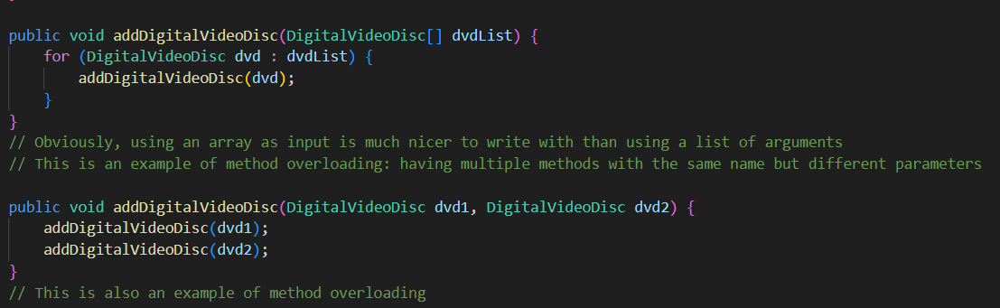 public void addDigitalVideoDisc(DigitalVideoDisc[] dvdList) {
    for (DigitalVideoDisc dvd : dvdList) {
        addDigitalVideoDisc(dvd);
    }
}
// Obviously, using an array as input is much nicer to write with than using a list of arguments
// This is an example of method overloading: having multiple methods with the same name but different parameters
public void addDigitalVideoDisc(DigitalVideoDisc dvd1, DigitalVideoDisc dvd2) {
    addDigitalVideoDisc(dvd1);
    addDigitalVideoDisc(dvd2);
}
// This is also an example of method overloading